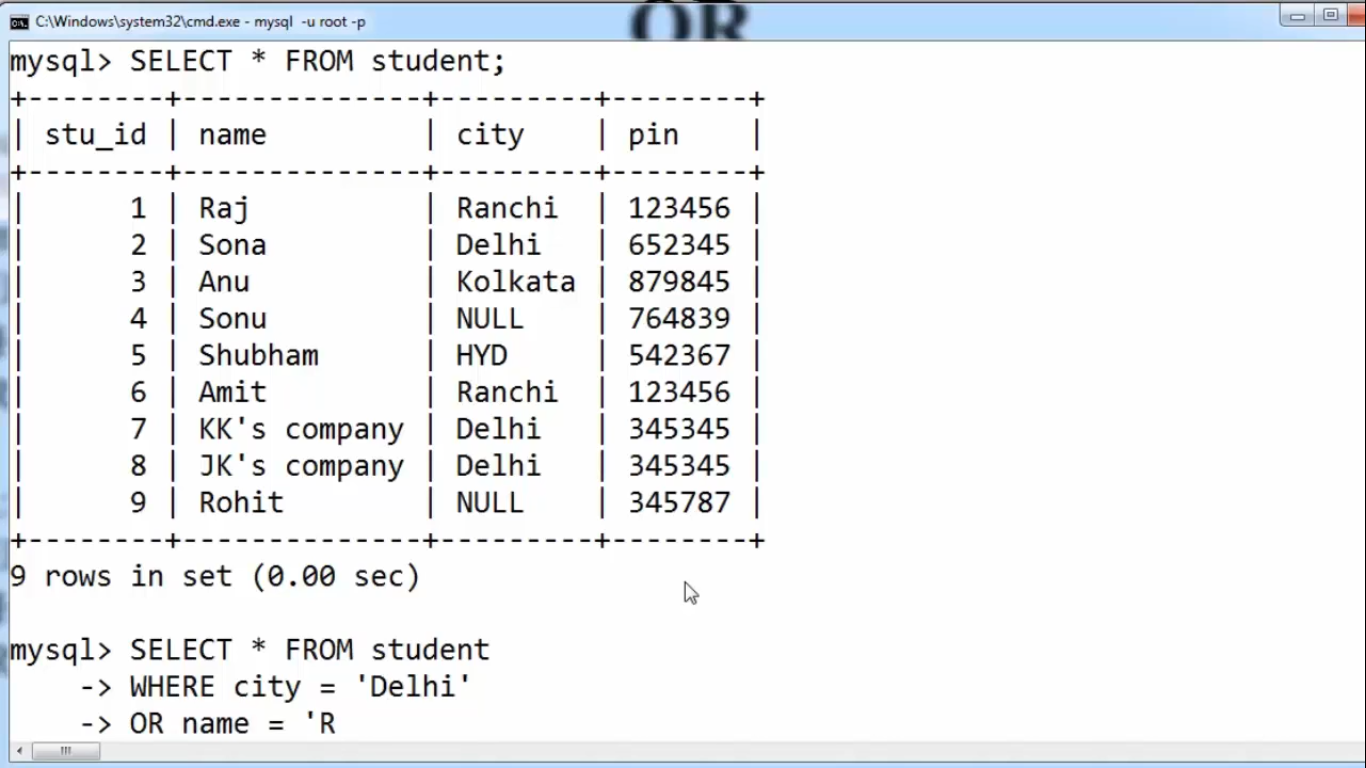 OR
C:\Windows\system32\cmd.exe - mysql  -u root -p
mysql> SELECT * FROM student;
+--------+--------------+---------+--------+
| stu_id | name         | city    | pin    |
+--------+--------------+---------+--------+
|      1 | Raj          | Ranchi  | 123456 |
|      2 | Sona         | Delhi   | 652345 |
|      3 | Anu          | Kolkata | 879845 |
|      4 | Sonu         | NULL    | 764839 |
|      5 | Shubham      | HYD     | 542367 |
|      6 | Amit         | Ranchi  | 123456 |
|      7 | KK's company | Delhi   | 345345 |
|      8 | JK's company | Delhi   | 345345 |
|      9 | Rohit        | NULL    | 345787 |
+--------+--------------+---------+--------+
9 rows in set (0.00 sec)
mysql> SELECT * FROM student
    -> WHERE city = 'Delhi'
    -> OR name = 'R